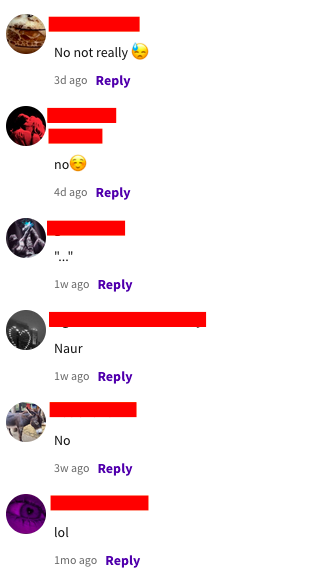 No not really 😓
3d ago Reply
no☺️
4d ago Reply
"..."
1w ago Reply
Naur
1w ago Reply
No
3w ago Reply
lol
1mo ago Reply